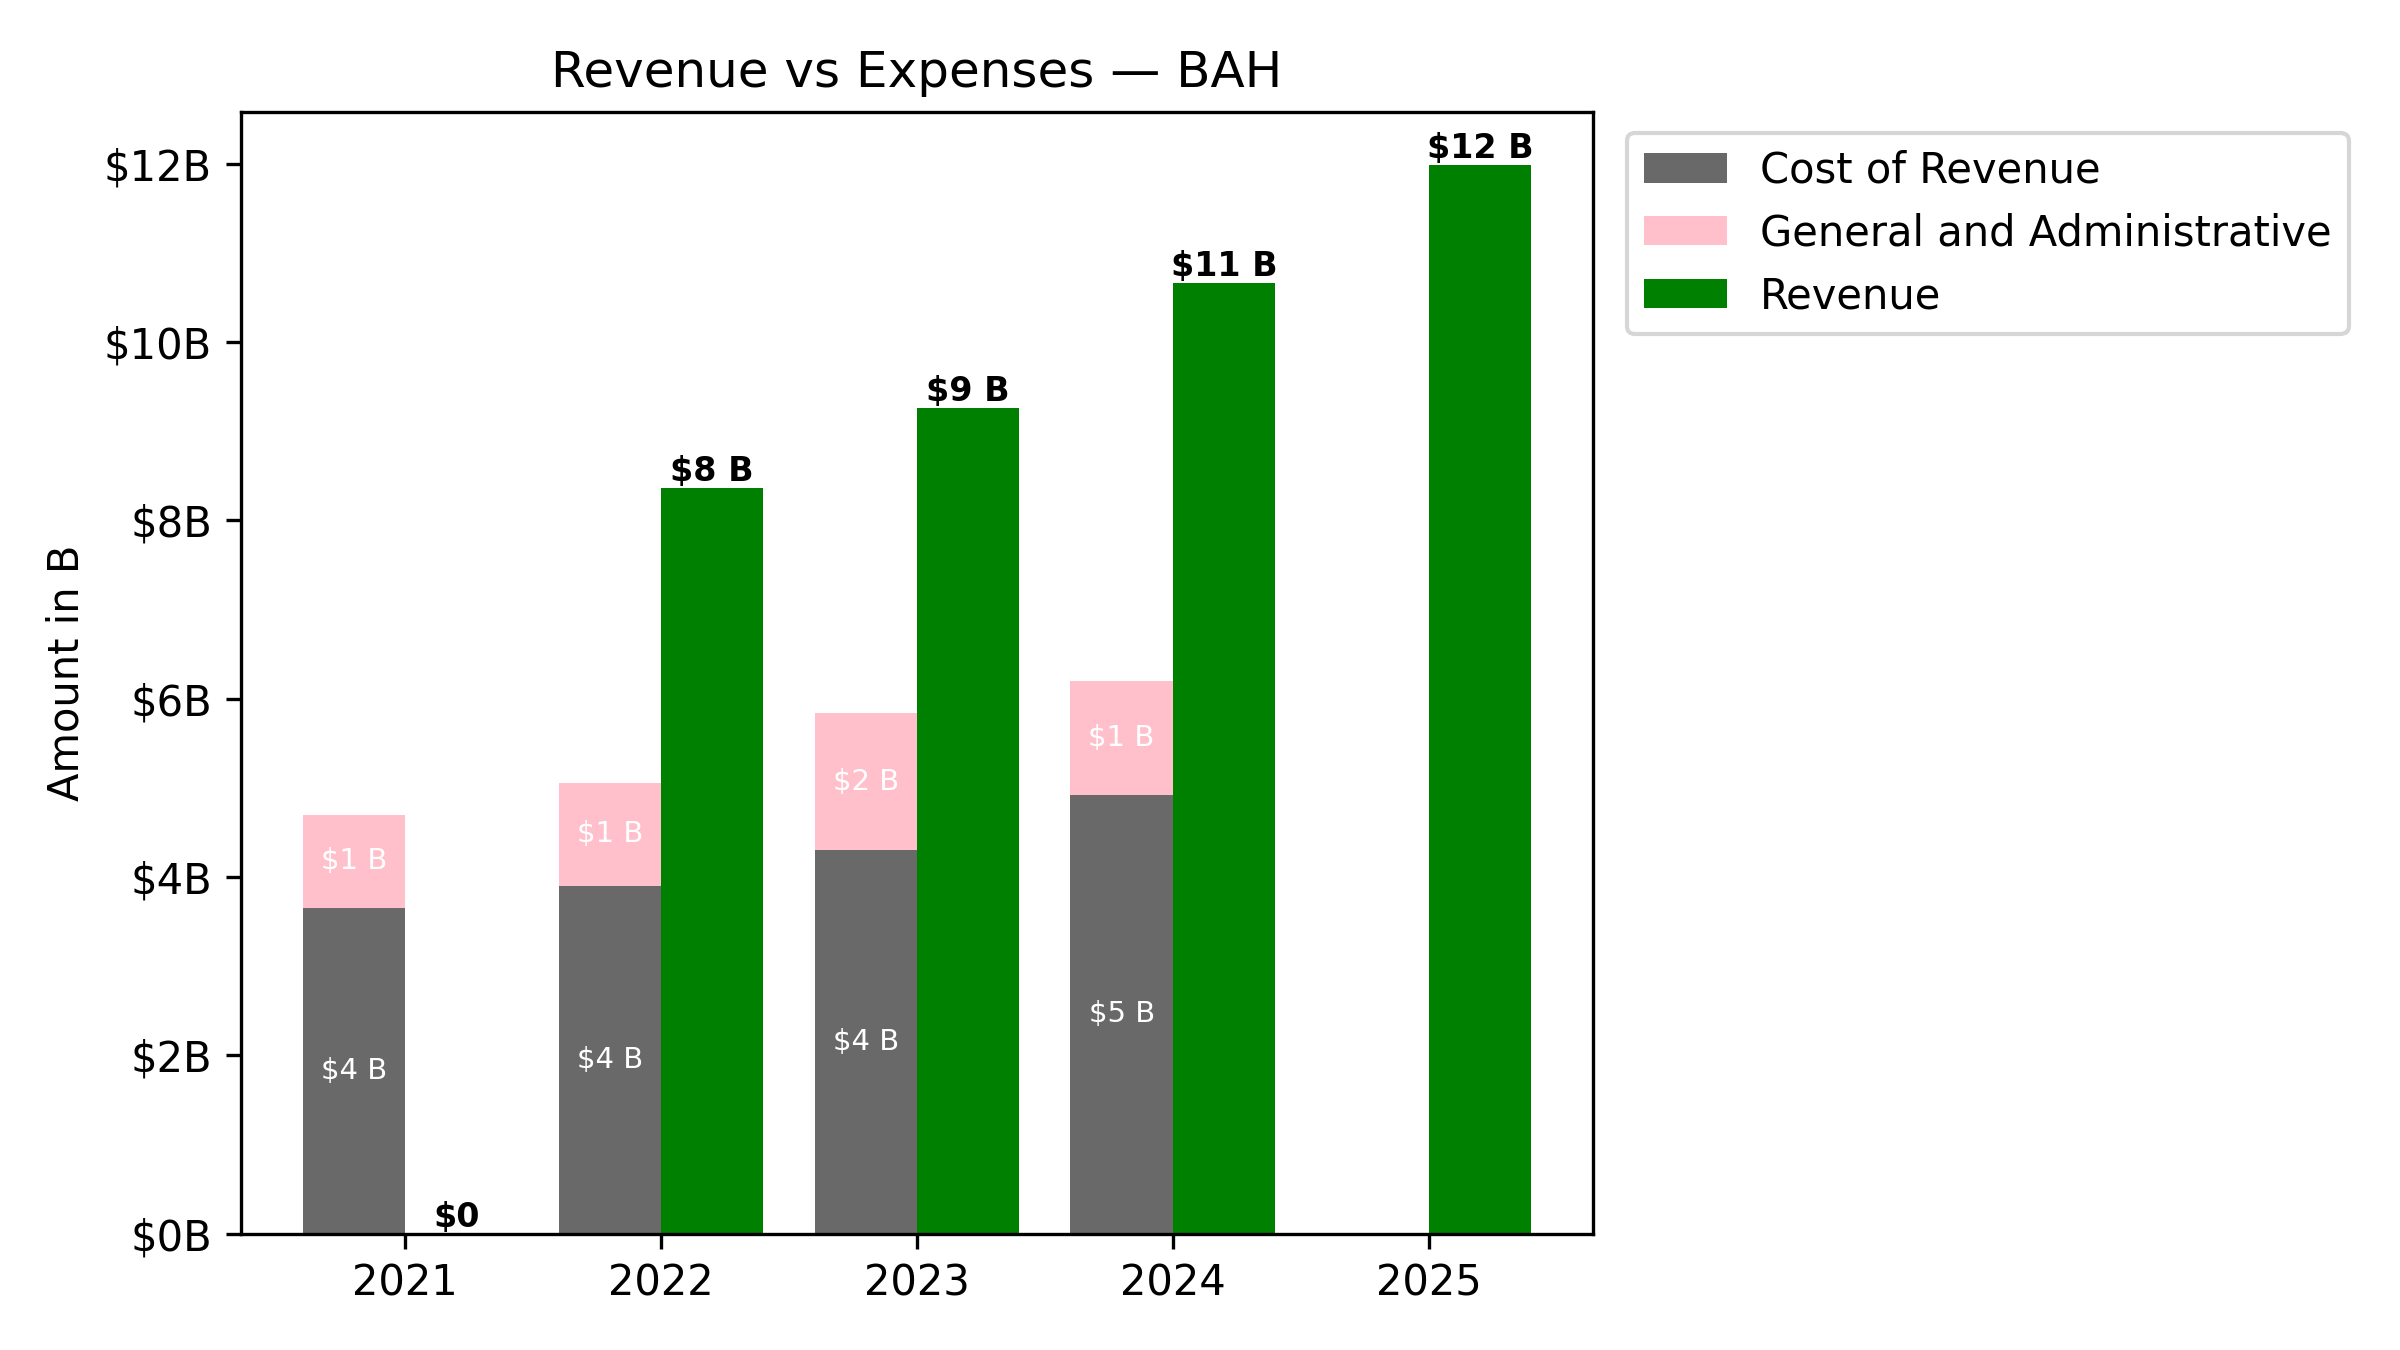 Revenue vs Expenses — BAH
Amount in B
$12B
$10B
$8B
$6B
$4B
$2B
$0B
$1 B
$4 B
$0
$1 B
$4 B
$8 B
$2 B
$4 B
$9 B
$1 B
$5 B
$11 B
$12 B
2021
2022
2023
2024
2025
Cost of Revenue
General and Administrative
Revenue